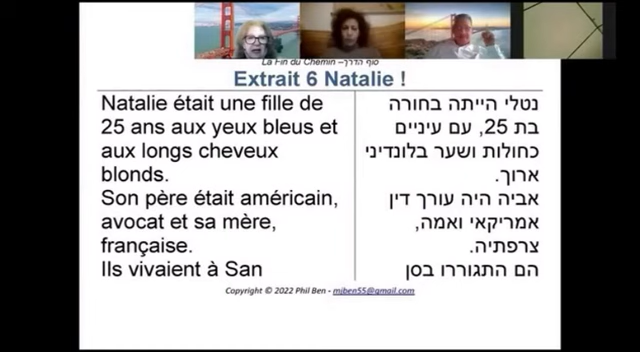 La Fin du Chemin –סוף הדרך
Extrait 6 Natalie !
Natalie était une fille de
25 ans aux yeux bleus et
aux longs cheveux
blonds.
Son père était américain,
avocat et sa mère,
française.
Ils vivaient à San
נטלי הייתה בחורה
בת 25, עם עיניים
כחולות ושער בלונדיני
ארוך.
אביה היה עורך דין
אמריקאי ואמה,
צרפתיה.
הם התגוררו בסן
Copyright © 2022 Phil Ben - mjben55@gmail.com